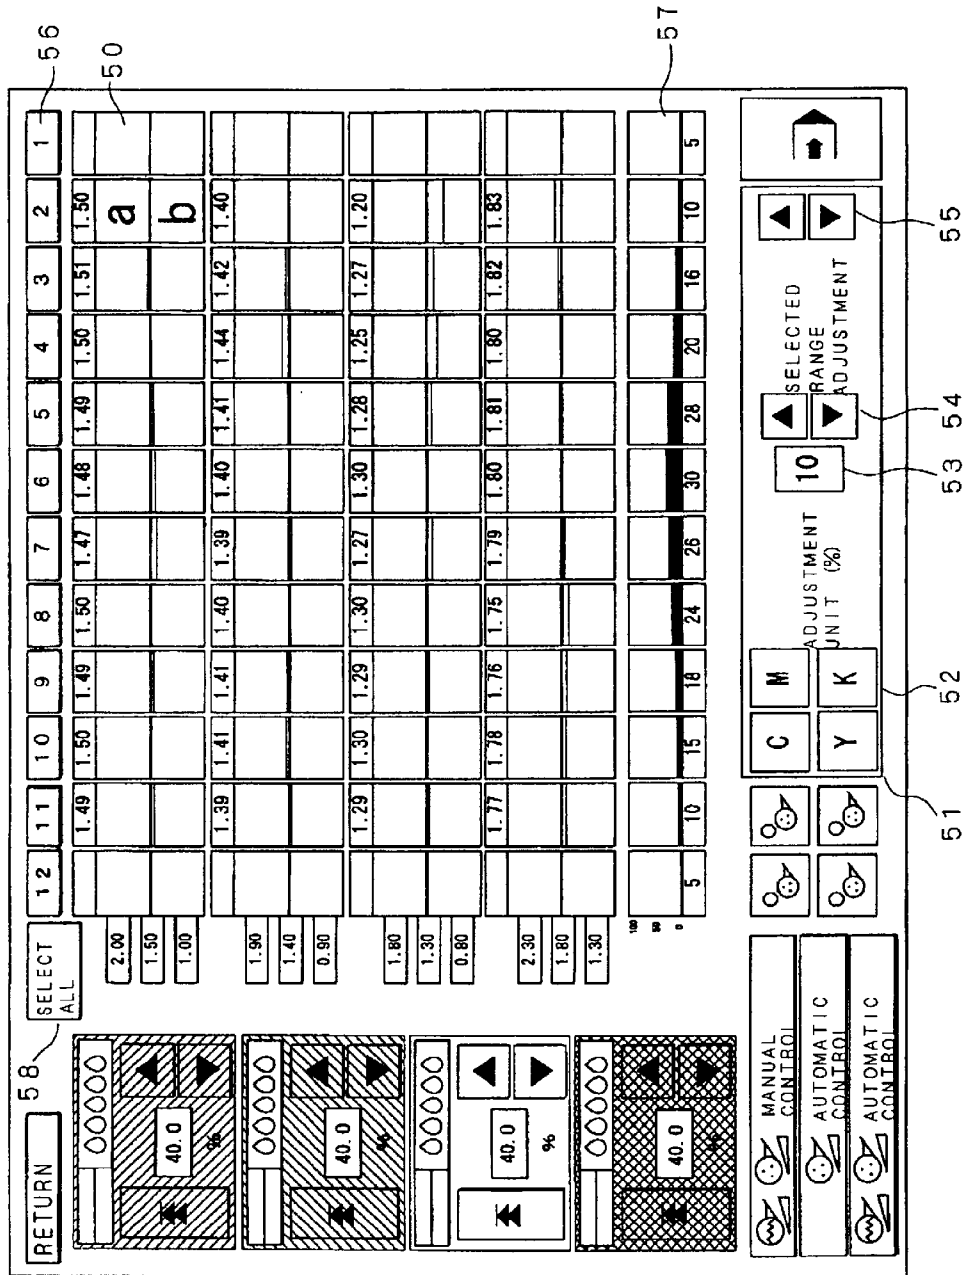 58 56
RETURN SELECT 12 11 10 9 8 7 6 5 4 3 2 1
ALL
1.49 1.50 1.49 1.50 1.47 1.48 1.49 1.50 1.51 1.50
2.00 a 50
40.0 1.50
% 1.00 b
1.39 1.41 1.41 1.40 1.39 1.40 1.41 1.44 1.42 1.40
1.90
40.0 1.40
% 0.90
1.29 1.30 1.29 1.30 1.27 1.30 1.28 1.25 1.27 1.20
1.80
40.0 1.30
% 0.80
1.77 1.78 1.76 1.75 1.79 1.80 1.81 1.80 1.82 1.83
2.30
40.0 1.80
% 1.30
100
50
0
57
5 10 15 18 24 26 30 28 20 16 10 5
MANUAL
CONTROL
AUTOMATIC
CONTROL
AUTOMATIC
CONTROL
C M
Y K
ADJUSTMENT
UNIT (%)
10
SELECTED
RANGE
ADJUSTMENT
51 52 53 54 55